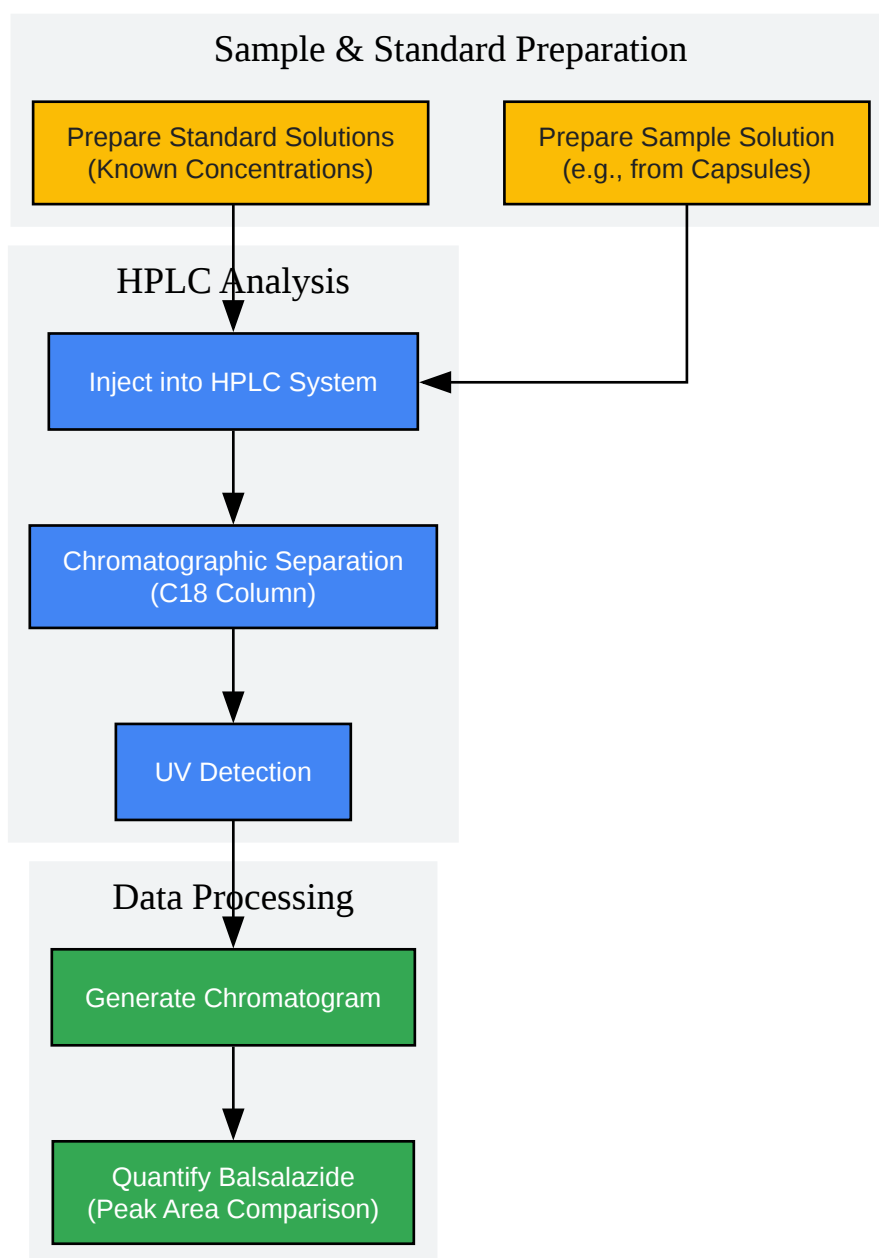 Sample & Standard Preparation
Prepare Standard Solutions
(Known Concentrations)
Prepare Sample Solution
(e.g., from Capsules)
HPLC Analysis
Inject into HPLC System
Chromatographic Separation
(C18 Column)
UV Detection
Data Processing
Generate Chromatogram
Quantify Balsalazide
(Peak Area Comparison)